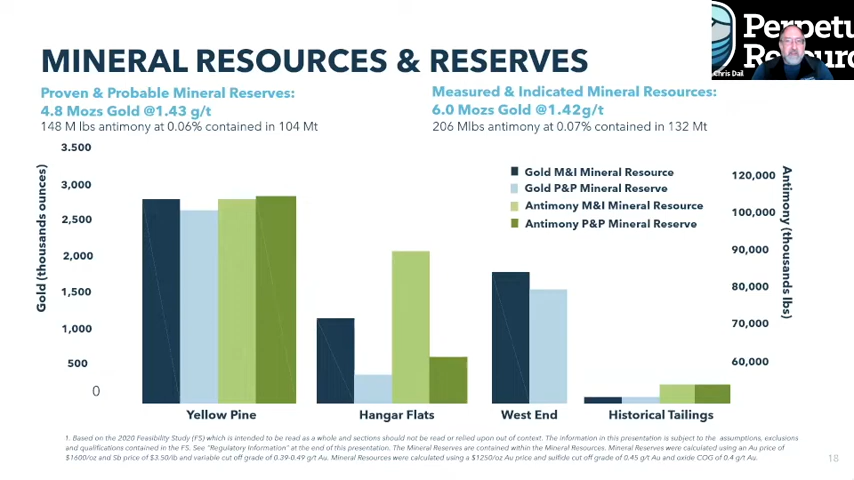 Perpetu
Resourc
Chris Dail
MINERAL RESOURCES & RESERVES
Proven & Probable Mineral Reserves:
4.8 Mozs Gold @1.43 g/t
148 M lbs antimony at 0.06% contained in 104 Mt
Measured & Indicated Mineral Resources:
6.0 Mozs Gold @1.42g/t
206 Mlbs antimony at 0.07% contained in 132 Mt
Gold (thousands ounces)
3.500
3,000
2,500
2,000
1,500
1,000
500
0
Gold M&I Mineral Resource
Gold P&P Mineral Reserve
Antimony M&I Mineral Resource
Antimony P&P Mineral Reserve
120,000
100,000
90,000
80,000
70,000
60,000
Antimony (thousands lbs)
Yellow Pine
Hangar Flats
West End
Historical Tailings
1. Based on the 2020 Feasibility Study (FS) which is intended to be read as a whole and sections should not be read or relied upon out of context. The information in this presentation is subject to the assumptions, exclusions
and qualifications contained in the FS. See "Regulatory Information" at the end of this presentation. The Mineral Reserves are contained within the Mineral Resources. Mineral Reserves were calculated using an Au price of
$1600/oz and Sb price of $3.50/lb and variable cut off grade of 0.39-0.49 g/t Au. Mineral Resources were calculated using a $1250/oz Au price and sulfide cut off grade of 0.45 g/t Au and oxide COG of 0.4 g/t Au.
18